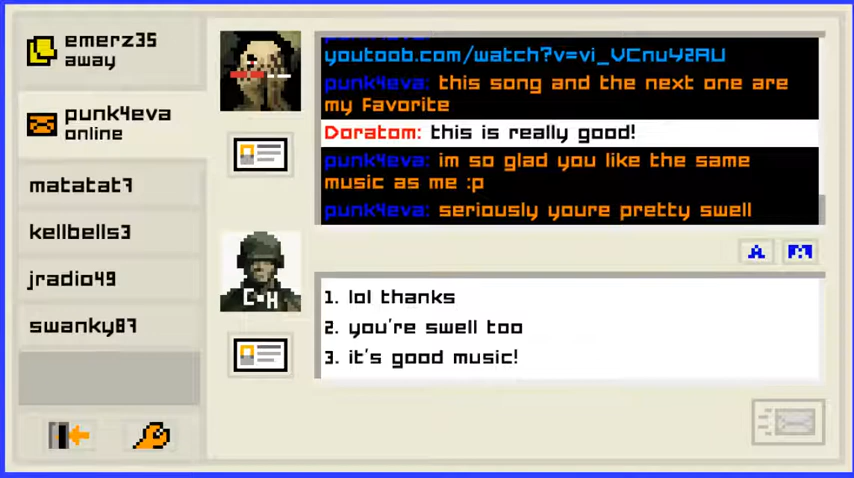 emerz35
away
punk4eva
online
matatat7
kellbells3
jradio49
swanky87
youtoob.com/watch?v=vi_VCnuY2RU
punk4eva: this song and the next one are
my Favorite
Doratom: this is really good!
punk4eva: im so glad you like the same
music as me :p
punk4eva: seriously youre pretty swell
C=H
1. lol thanks
2. you're swell too
3. it's good music!